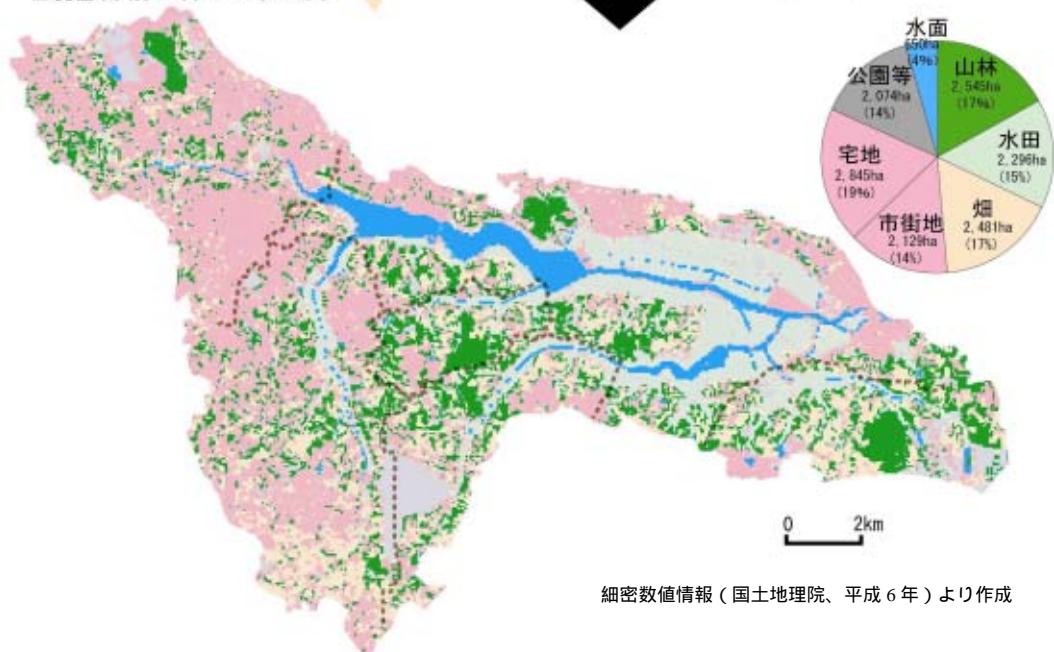 水面
650ha
(4%)
山林
2,545ha
(17%)
水田
2,296ha
(15%)
畑
2,481ha
(17%)
市街地
2,129ha
(14%)
宅地
2,845ha
(19%)
公園等
2,074ha
(14%)
0 2km
細密数値情報（国土地理院、平成６年）より作成